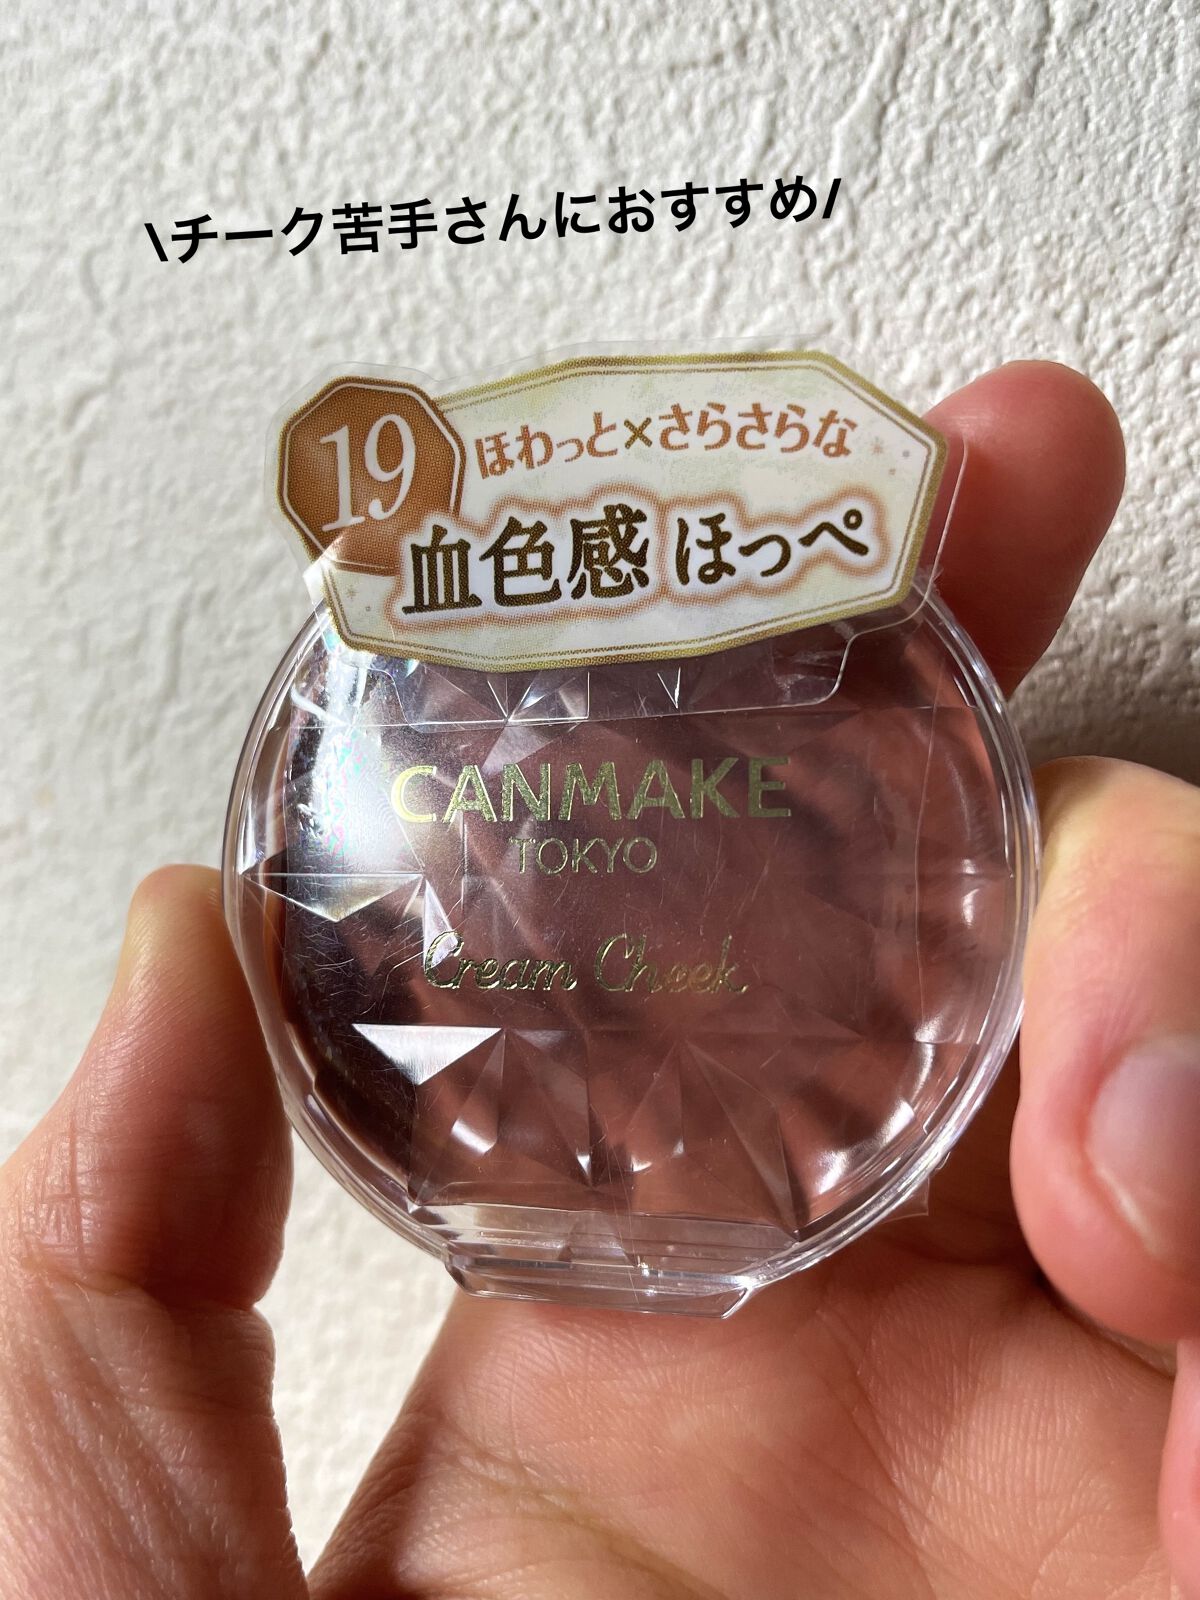 \チーク苦手さんにおすすめ/
19
ほわっと×さらさらな
血色感 ほっぺ
CANMAKE
TOKYO
Cream Cheek